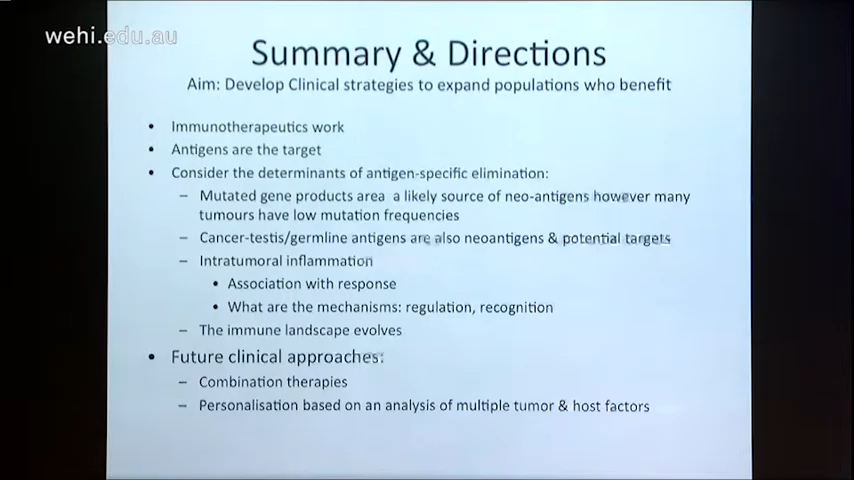 wehi.edu.au
Summary & Directions
Aim: Develop Clinical strategies to expand populations who benefit
• Immunotherapeutics work
• Antigens are the target
• Consider the determinants of antigen-specific elimination:
– Mutated gene products area a likely source of neo-antigens however many
tumours have low mutation frequencies
– Cancer-testis/germline antigens are also neoantigens & potential targets
– Intratumoral inflammation
• Association with response
• What are the mechanisms: regulation, recognition
– The immune landscape evolves
• Future clinical approaches:
– Combination therapies
– Personalisation based on an analysis of multiple tumor & host factors